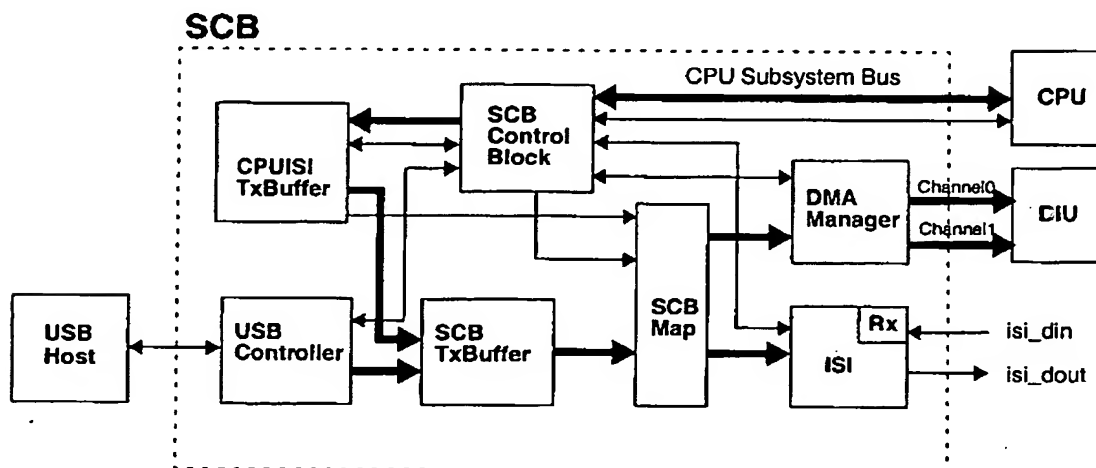 SCB
CPU Subsystem Bus
CPU
SCB
Control
Block
CPUISI
TxBuffer
DMA
Manager
Channel0
Channel1
DIU
SCB
Map
USB
Host
USB
Controller
SCB
TxBuffer
Rx
ISI
isi_din
isi_dout